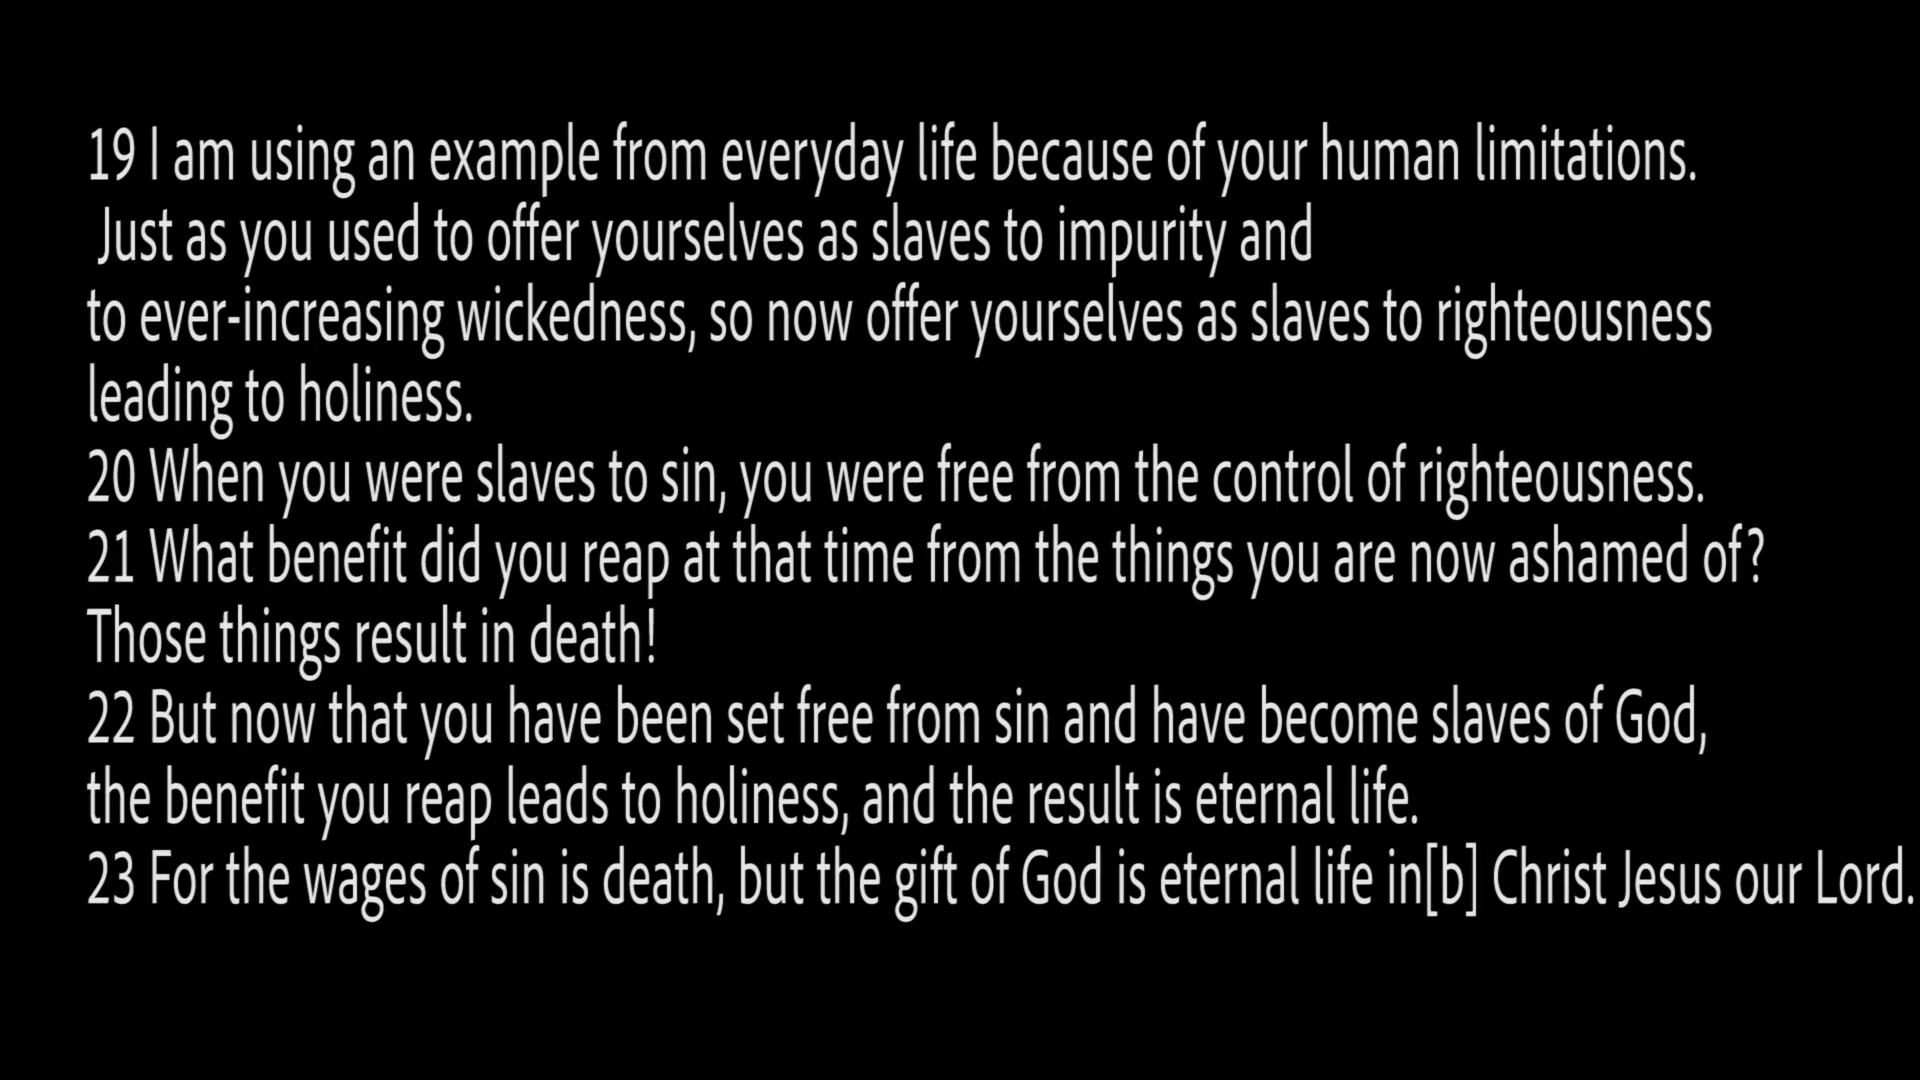 19 I am using an example from everyday life because of your human limitations.
Just as you used to offer yourselves as slaves to impurity and
to ever-increasing wickedness, so now offer yourselves as slaves to righteousness
leading to holiness.
20 When you were slaves to sin, you were free from the control of righteousness.
21 What benefit did you reap at that time from the things you are now ashamed of?
Those things result in death!
22 But now that you have been set free from sin and have become slaves of God,
the benefit you reap leads to holiness, and the result is eternal life.
23 For the wages of sin is death, but the gift of God is eternal life in[b] Christ Jesus our Lord.